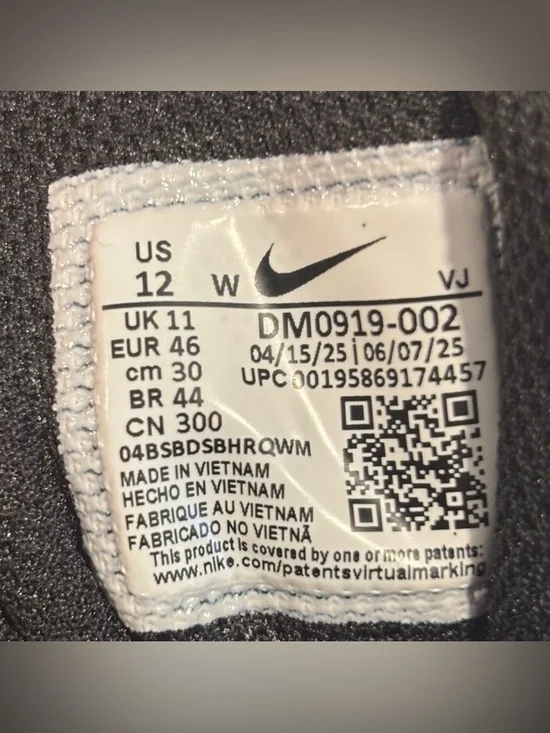 US
12 W VJ
UK 11
EUR 46
cm 30
BR 44
CN 300
DM0919-002
04/15/25 | 06/07/25
UPC 00195869174457
04BSBDSBHRQWM
MADE IN VIETNAM
HECHO EN VIETNAM
FABRIQUE AU VIETNAM
FABRICADO NO VIETNÃ
This product is covered by one or more patents:
www.nike.com/patentsvirtualmarking